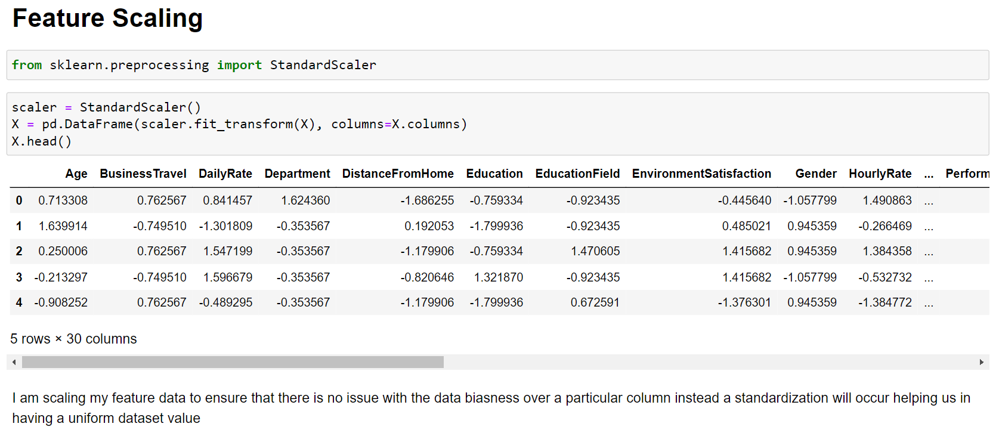 Feature Scaling
from sklearn.preprocessing import StandardScaler
scaler = StandardScaler()
X = pd.DataFrame(scaler.fit_transform(X), columns=X.columns)
X.head()
Age BusinessTravel DailyRate Department DistanceFromHome Education EducationField EnvironmentSatisfaction Gender HourlyRate ... Perform
0 0.713308 0.762567 0.841457 1.624360 -1.686255 -0.759334 -0.923435 -0.445640 -1.057799 1.490863 ...
1 1.639914 -0.749510 -1.301809 -0.353567 0.192053 -1.799936 -0.923435 0.485021 0.945359 -0.266469 ...
2 0.250006 0.762567 1.547199 -0.353567 -1.179906 -0.759334 1.470605 1.415682 0.945359 1.384358 ...
3 -0.213297 -0.749510 1.596679 -0.353567 -0.820646 1.321870 -0.923435 1.415682 -1.057799 -0.532732 ...
4 -0.908252 0.762567 -0.489295 -0.353567 -1.179906 -1.799936 0.672591 -1.376301 0.945359 -1.384772 ...
5 rows × 30 columns
I am scaling my feature data to ensure that there is no issue with the data biasness over a particular column instead a standardization will occur helping us in
having a uniform dataset value